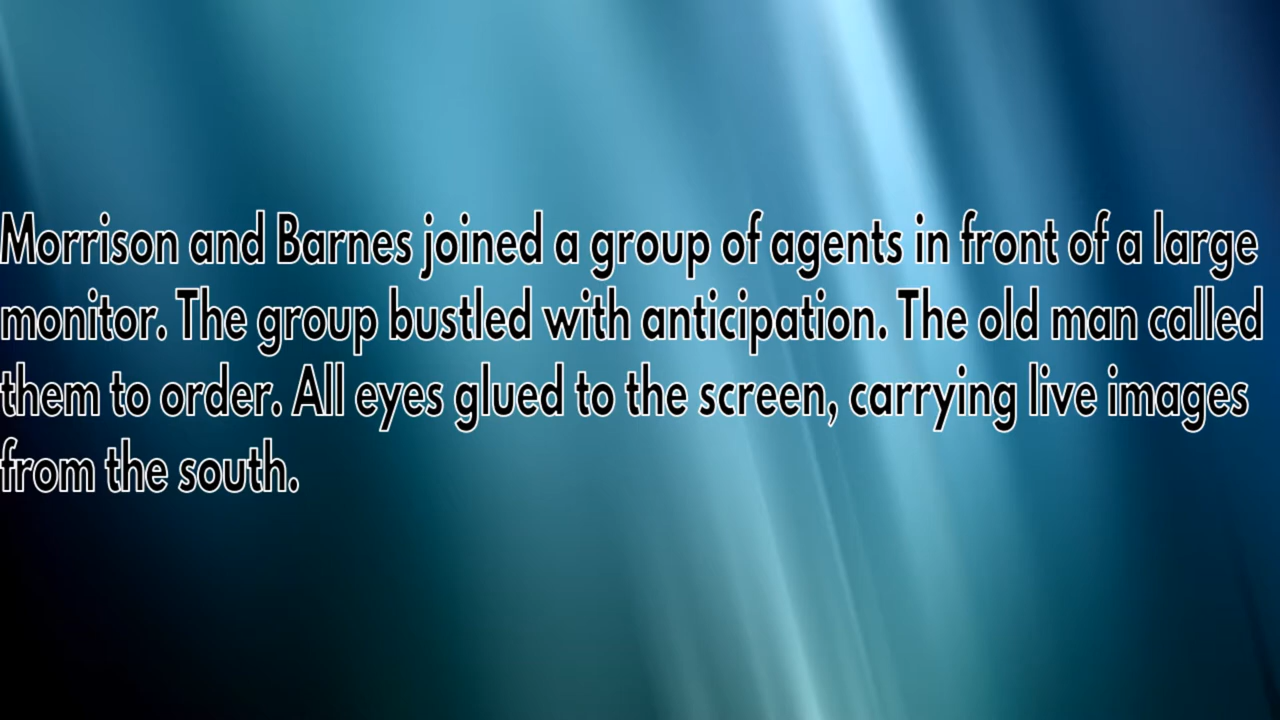 Morrison and Barnes joined a group of agents in front of a large
monitor. The group bustled with anticipation. The old man called
them to order. All eyes glued to the screen, carrying live images
from the south.